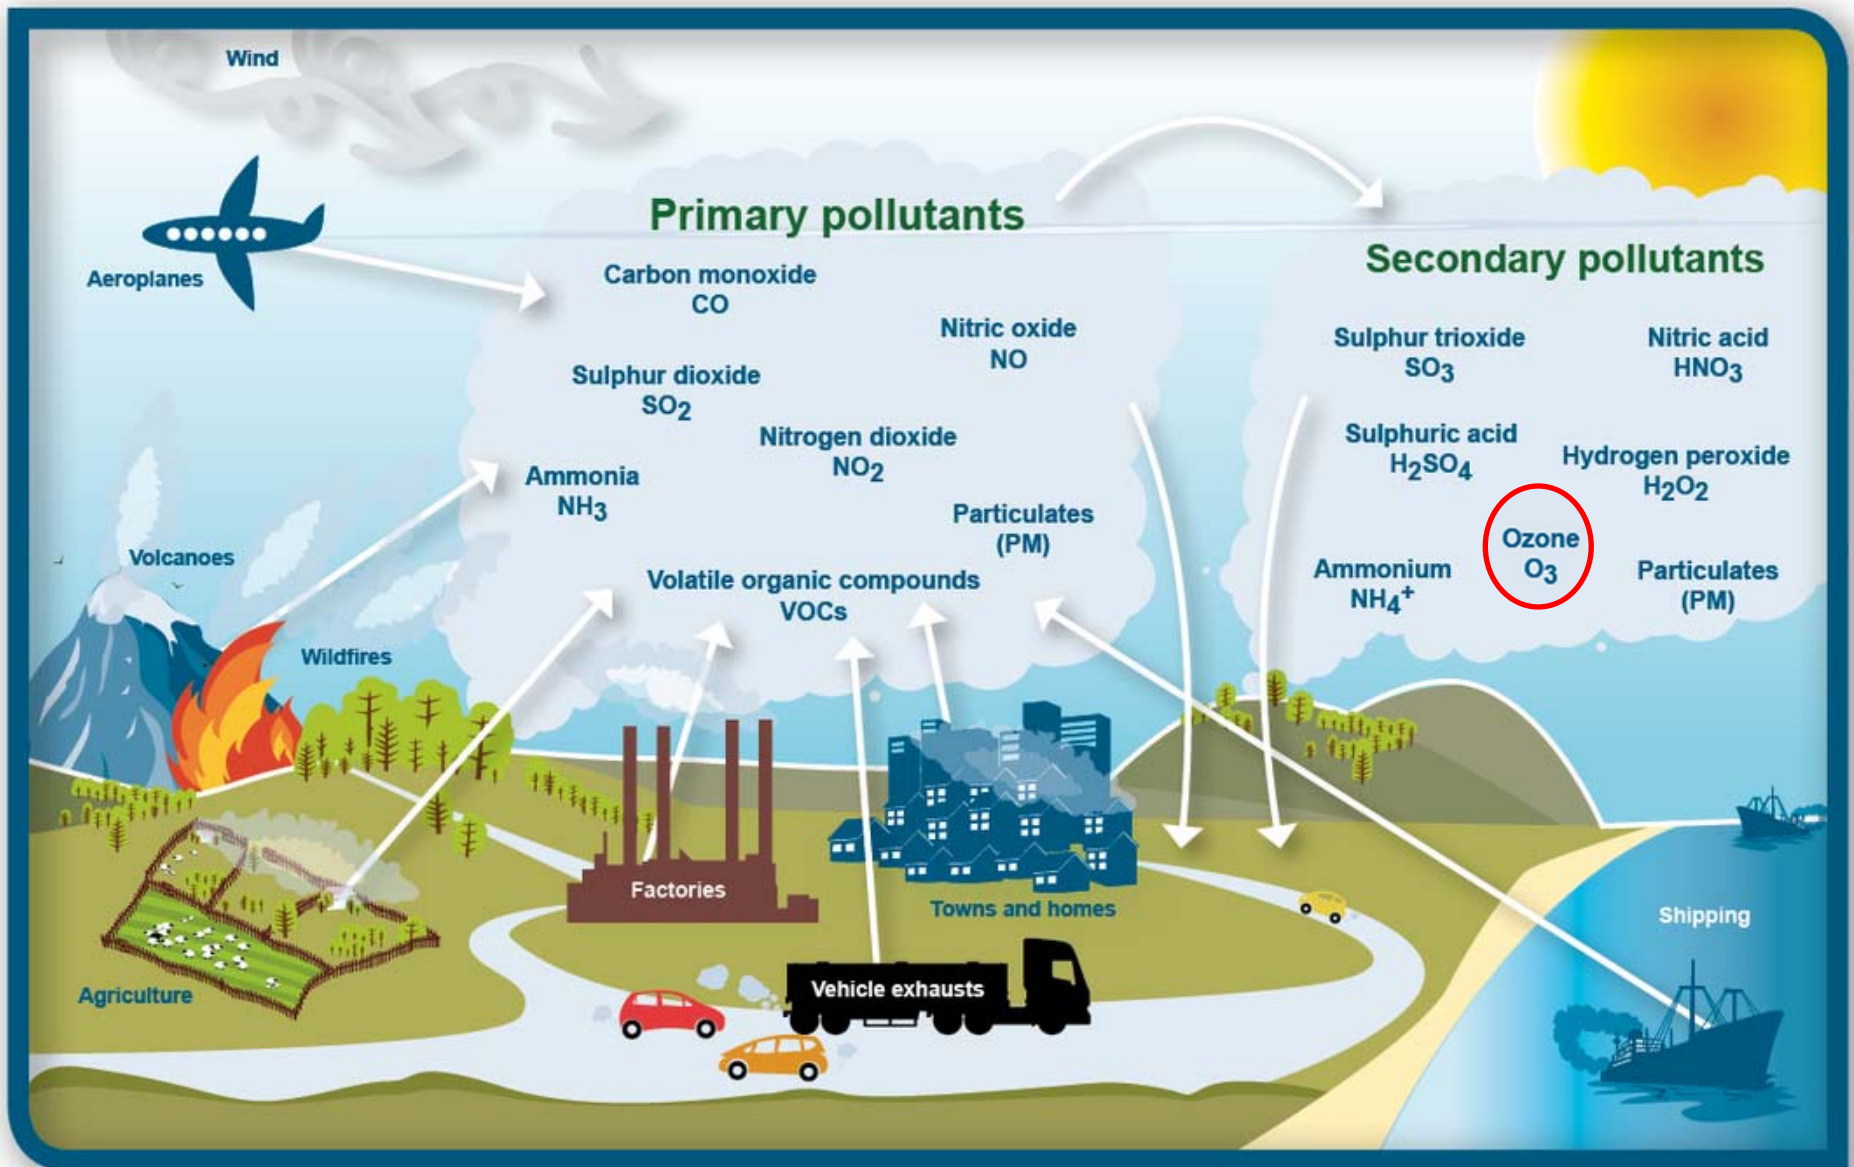 Wind
Aeroplanes
Primary pollutants
Carbon monoxide
CO
Nitric oxide
NO
Sulphur dioxide
SO2
Nitrogen dioxide
NO2
Ammonia
NH3
Particulates
(PM)
Volatile organic compounds
VOCs
Secondary pollutants
Sulphur trioxide
SO3
Nitric acid
HNO3
Sulphuric acid
H2SO4
Hydrogen peroxide
H2O2
Ozone
O3
Ammonium
NH4+
Particulates
(PM)
Volcanoes
Wildfires
Factories
Towns and homes
Shipping
Vehicle exhausts
Agriculture